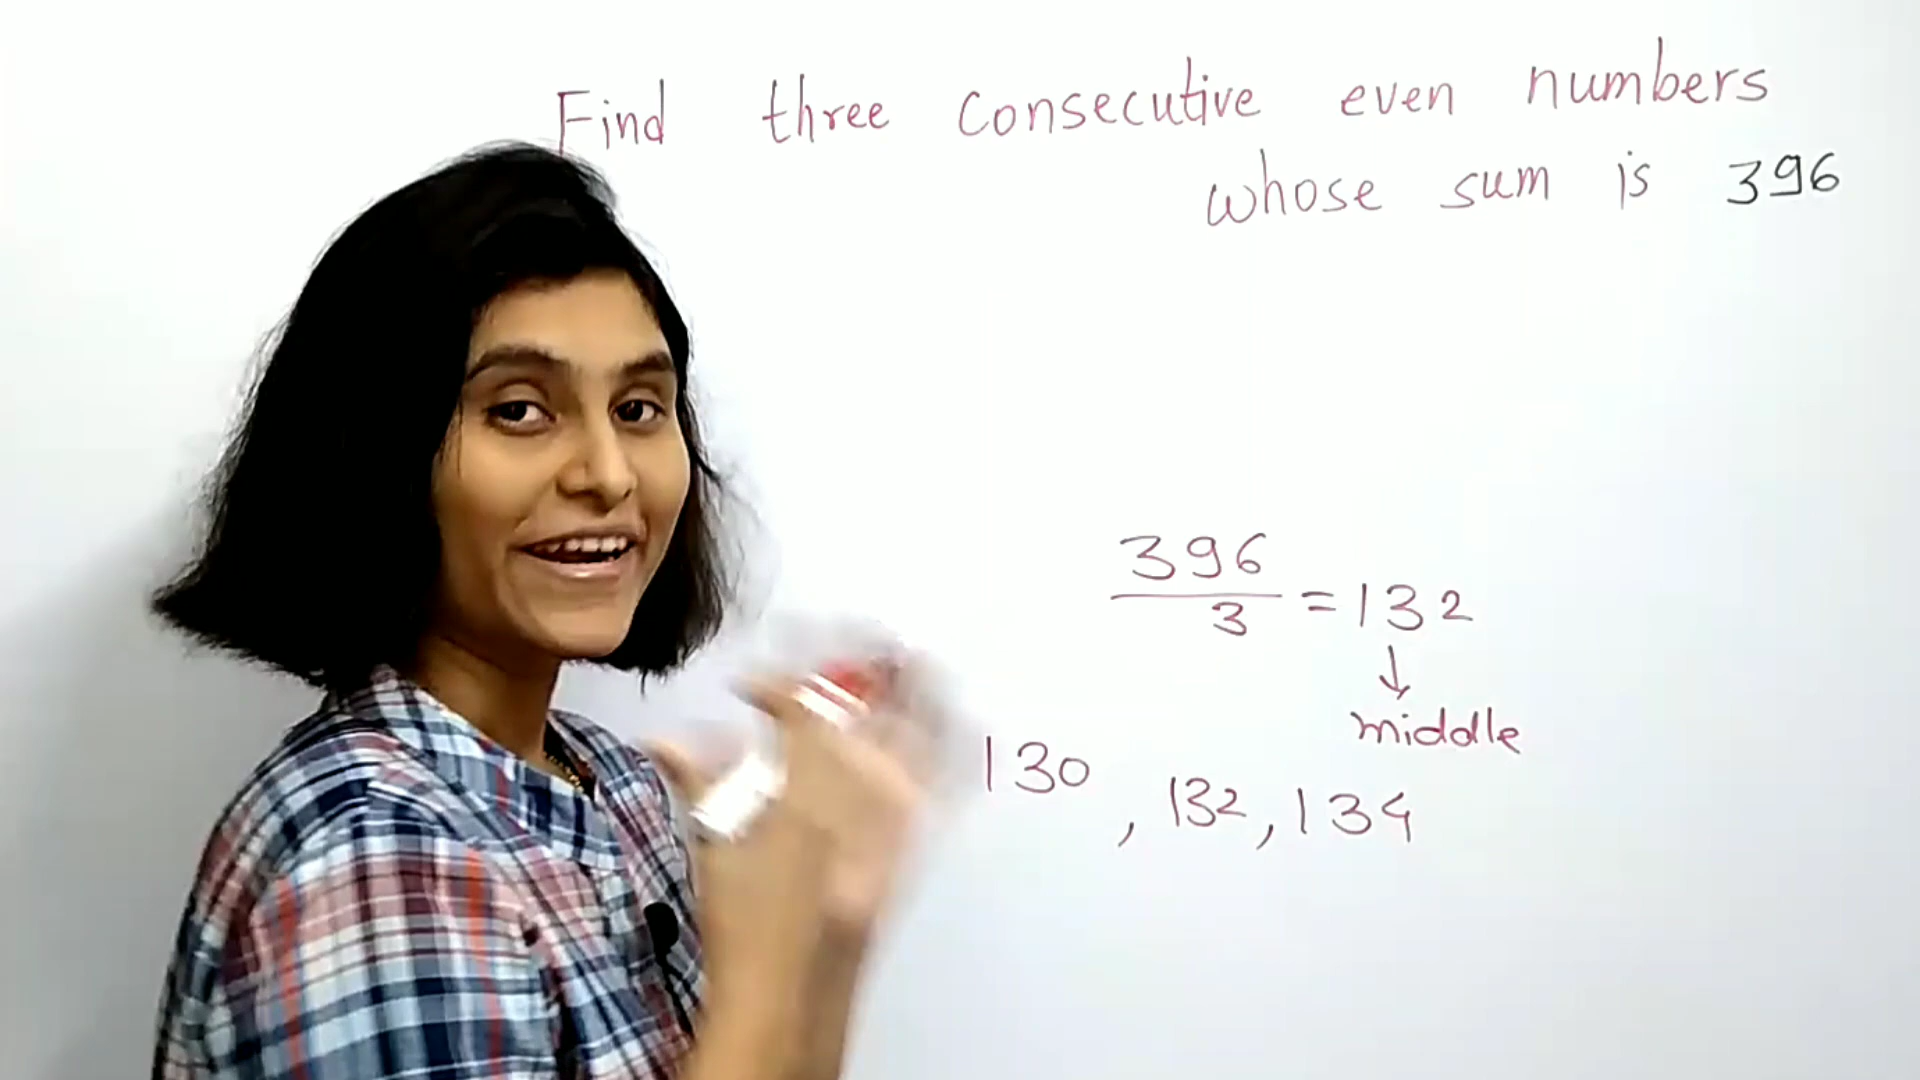 Find three consecutive even numbers
whose sum is 396
396
3
=132
↓
middle
130, 132, 134